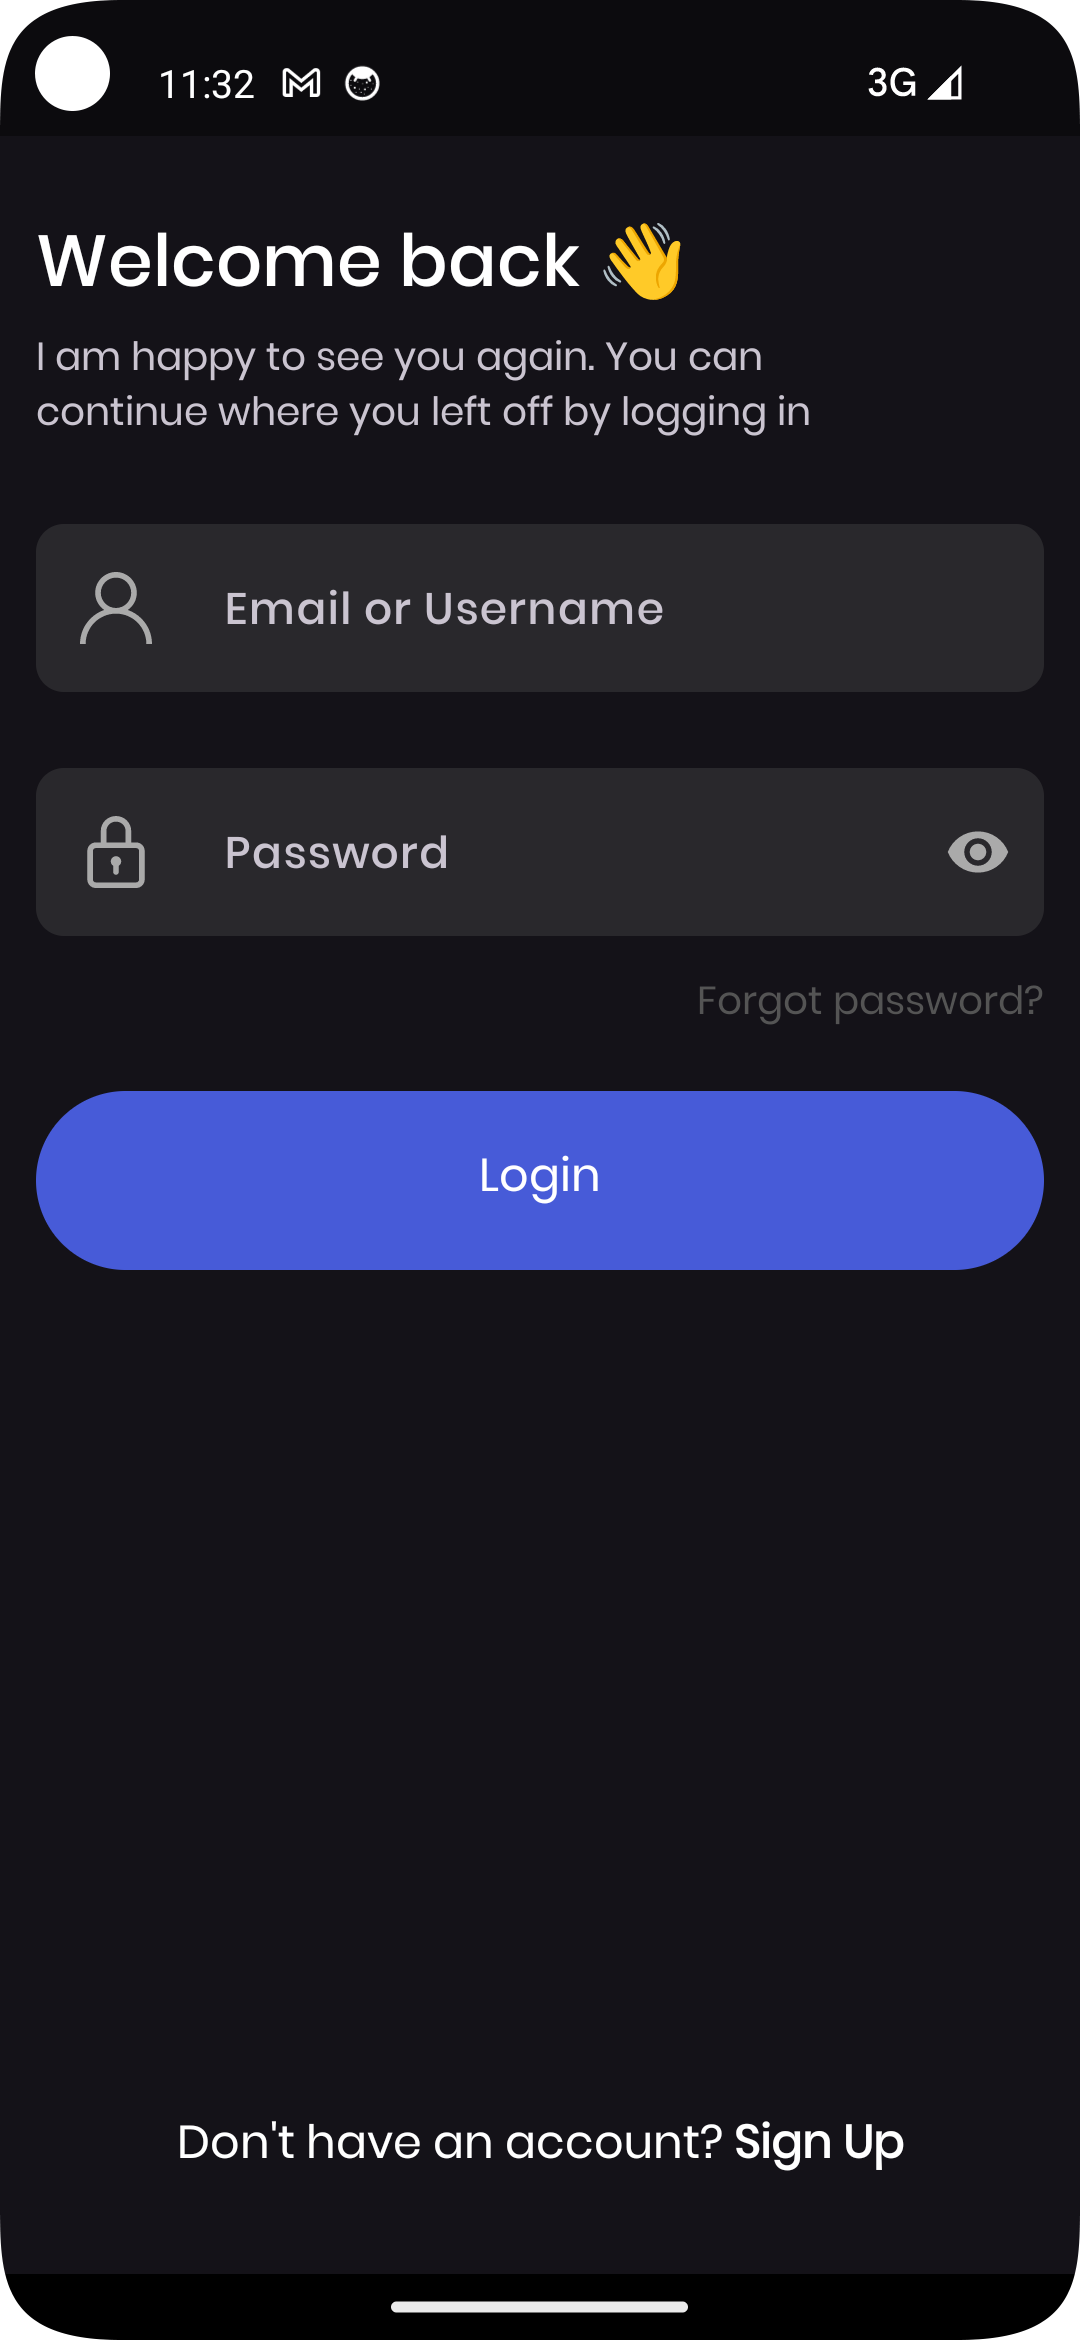 11:32
3G
Welcome back 👋
I am happy to see you again. You can
continue where you left off by logging in
Email or Username
Password
Forgot password?
Login
Don't have an account? Sign Up